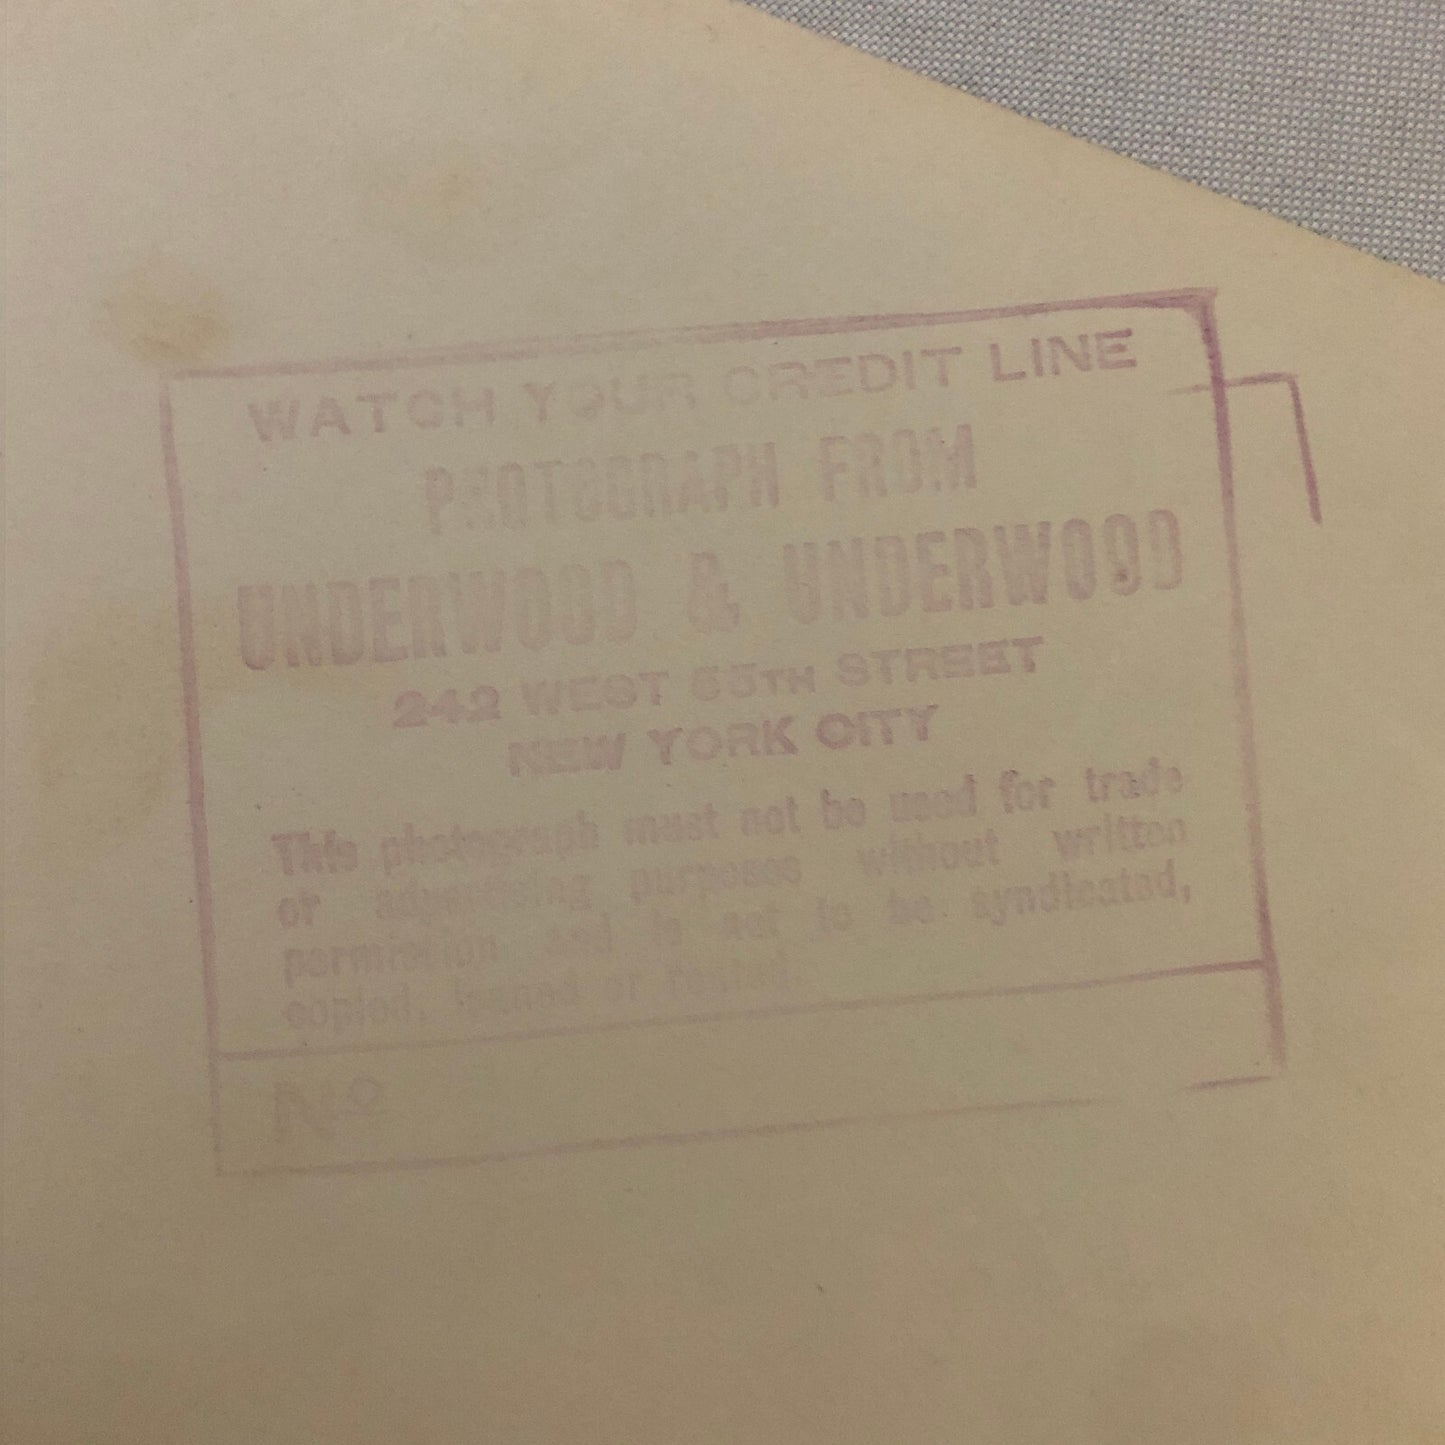 WATCH YOUR CREDIT LINE
PHOTOGRAPH FROM
UNDERWOOD & UNDERWOOD
242 WEST 55TH STREET
NEW YORK CITY
This photograph must not be used for trade
or advertising purposes without written
permission and is not to be syndicated,
copied, loaned or rented.
Nº